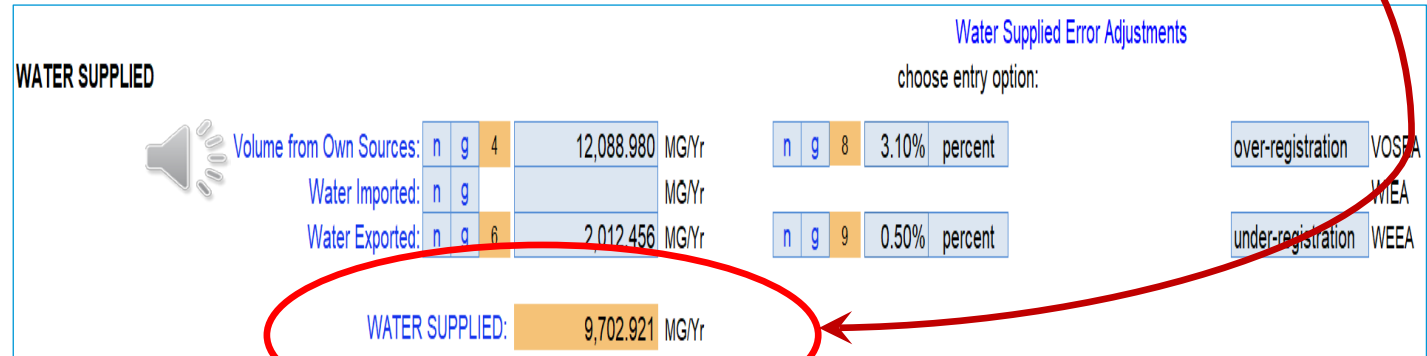 Water Supplied Error Adjustments
WATER SUPPLIED choose entry option:
Volume from Own Sources: n g 4 12,088.980 MG/Yr n g 8 3.10% percent over-registration VOSEA
Water Imported: n g MG/Yr WIEA
Water Exported: n g 6 2,012.456 MG/Yr n g 9 0.50% percent under-registration WEEA
WATER SUPPLIED: 9,702.921 MG/Yr